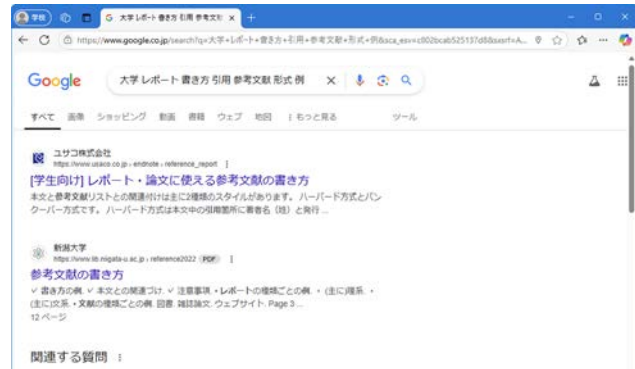 学校
大学 レポート 書き方 引用 参考文献
https://www.google.co.jp/search?q=大学+レポート+書き方+引用+参考文献+形式+例
Google
大学 レポート 書き方 引用 参考文献 形式 例
すべて 画像 ショッピング 動画 書籍 ウェブ 地図 もっと見る ツール
ユサコ株式会社
https://www.usaco.co.jp › endnote › reference_report
[学生向け] レポート・論文に使える参考文献の書き方
本文と参考文献リストとの関連付けは主に2種類のスタイルがあります。 ハーバード方式とバン
クーバー方式です。 ハーバード方式は本文中の引用箇所に著者名（姓）と発行 ...
新潟大学
https://www.lib.niigata-u.ac.jp › reference2022 PDF
参考文献の書き方
✓ 書き方の例. ✓ 本文との関連づけ. ✓ 注意事項. • レポートの種類ごとの例. ・ (主に)理系. ・
(主に)文系. • 文献の種類ごとの例. 図書. 雑誌論文. ウェブサイト. Page 3 ...
12 ページ
関連する質問